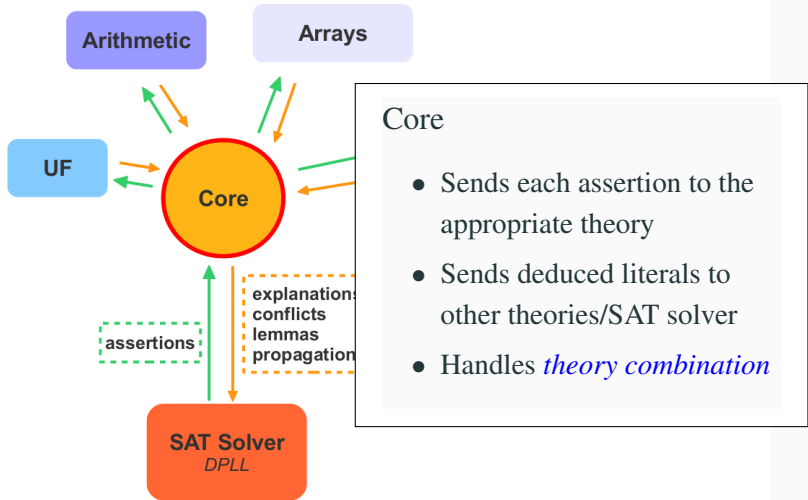 Arithmetic
Arrays
UF
Core
assertions
explanations
conflicts
lemmas
propagation
SAT Solver
DPLL
Core
• Sends each assertion to the
appropriate theory
• Sends deduced literals to
other theories/SAT solver
• Handles theory combination